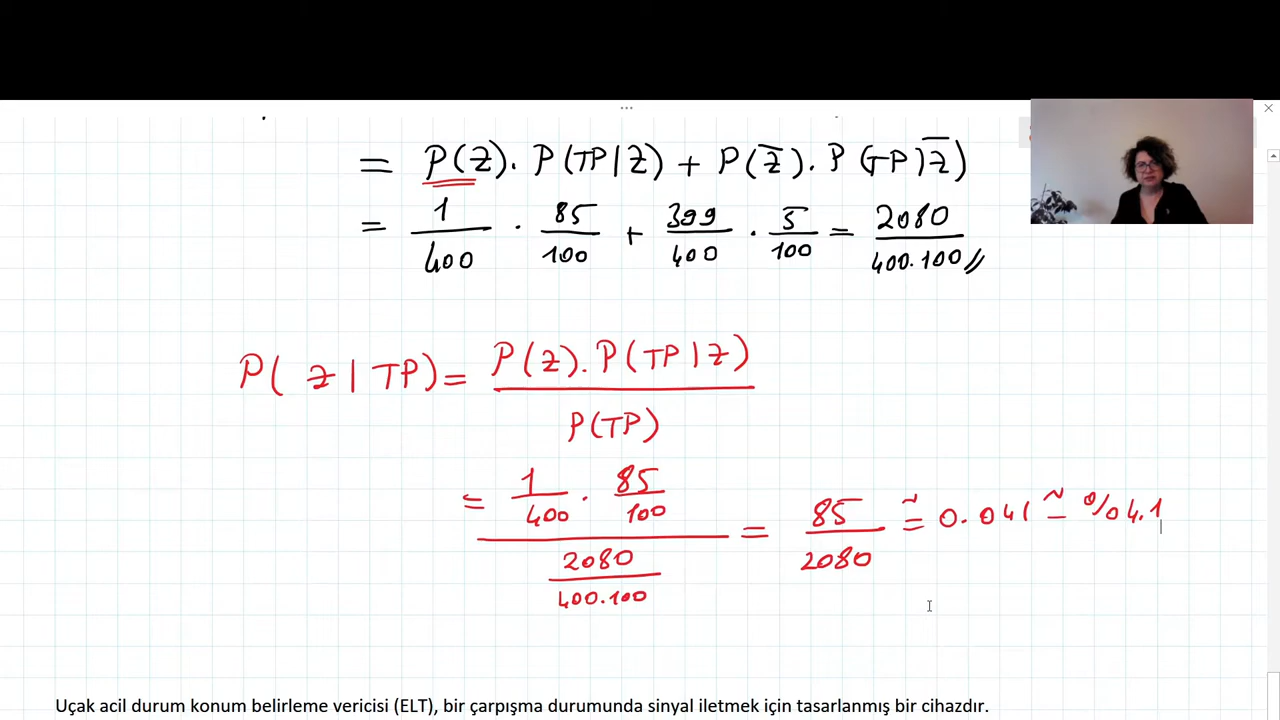 = P(Z). P(TP|Z) + P(Z̅). P(TP|Z̅)
= 1/400 · 85/100 + 399/400 · 5/100 = 2080/400.100 //
P( Z | TP) = P(Z). P(TP|Z) / P(TP)
= 1/400 · 85/100 / 2080/400.100 = 85/2080 ≅ 0.041 ≅ %4.1
Uçak acil durum konum belirleme vericisi (ELT), bir çarpışma durumunda sinyal iletmek için tasarlanmış bir cihazdır.